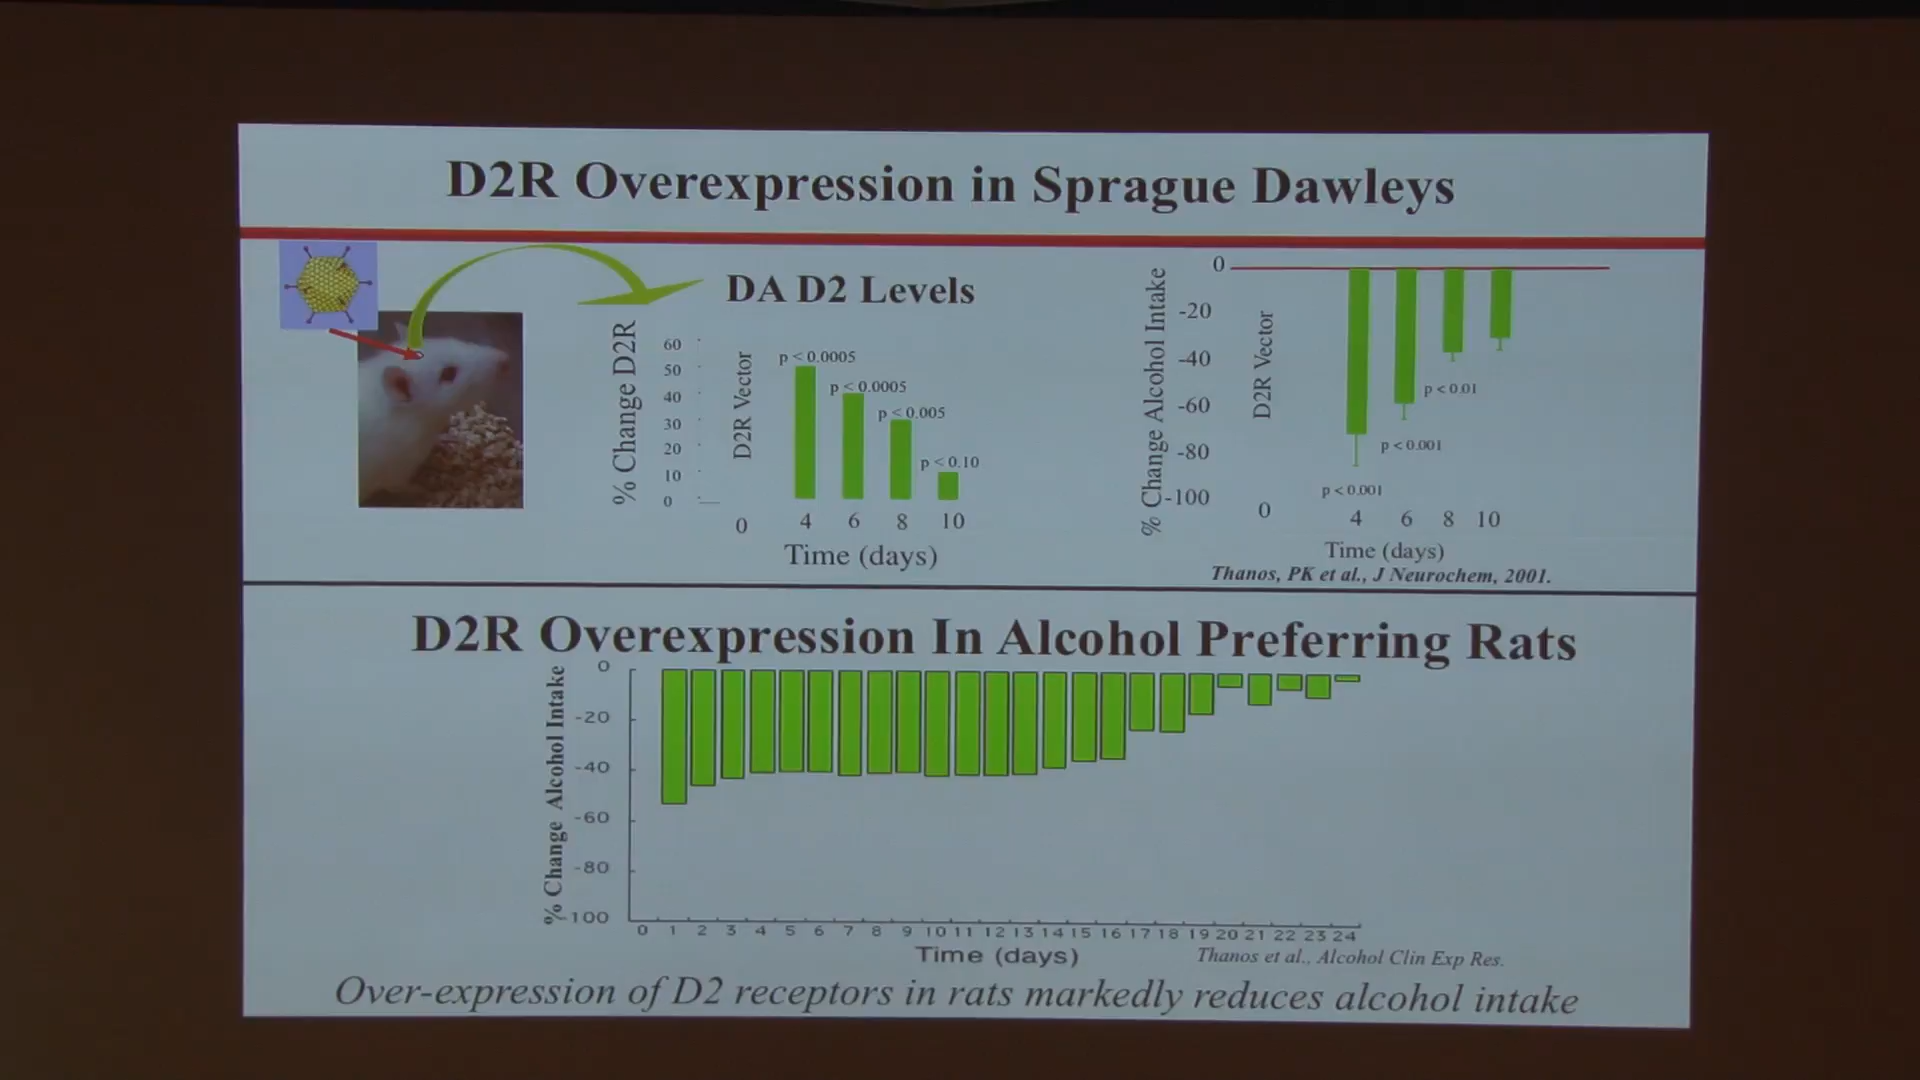 D2R Overexpression in Sprague Dawleys
DA D2 Levels
% Change D2R
60
50
40
30
20
10
0
D2R Vector
p < 0.0005
p < 0.0005
p < 0.005
p < 0.10
0 4 6 8 10
Time (days)
% Change Alcohol Intake
0
-20
-40
-60
-80
-100
D2R Vector
p < 0.01
p < 0.001
p < 0.001
0 4 6 8 10
Time (days)
Thanos, PK et al., J Neurochem, 2001.
D2R Overexpression In Alcohol Preferring Rats
% Change Alcohol Intake
0
-20
-40
-60
-80
-100
0 1 2 3 4 5 6 7 8 9 10 11 12 13 14 15 16 17 18 19 20 21 22 23 24
Time (days)
Thanos et al., Alcohol Clin Exp Res.
Over-expression of D2 receptors in rats markedly reduces alcohol intake